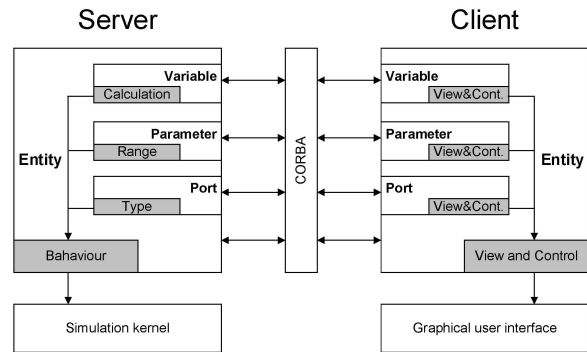 Server
Client
Variable
Calculation
Parameter
Range
Entity
Port
Type
Bahaviour
Simulation kernel
CORBA
Variable
View&Cont.
Parameter
View&Cont.
Entity
Port
View&Cont.
View and Control
Graphical user interface